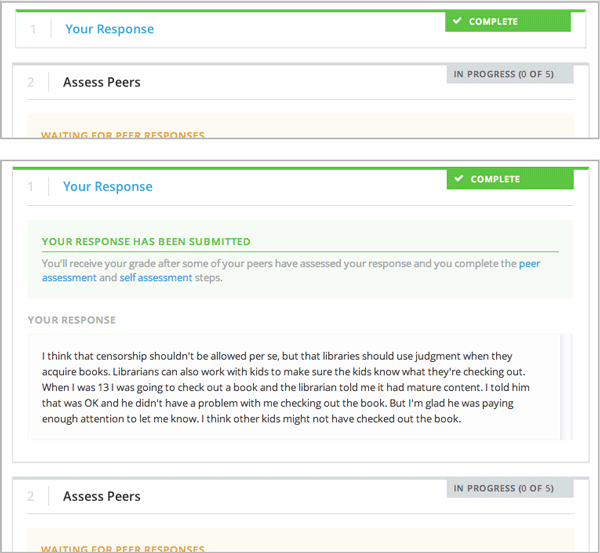 1 Your Response COMPLETE
2 Assess Peers IN PROGRESS (0 OF 5)
WAITING FOR PEER RESPONSES
1 Your Response COMPLETE
YOUR RESPONSE HAS BEEN SUBMITTED
You'll receive your grade after some of your peers have assessed your response and you complete the peer
assessment and self assessment steps.
YOUR RESPONSE
I think that censorship shouldn't be allowed per se, but that libraries should use judgment when they
acquire books. Librarians can also work with kids to make sure the kids know what they're checking out.
When I was 13 I was going to check out a book and the librarian told me it had mature content. I told him
that was OK and he didn't have a problem with me checking out the book. But I'm glad he was paying
enough attention to let me know. I think other kids might not have checked out the book.
2 Assess Peers IN PROGRESS (0 OF 5)
WAITING FOR PEER RESPONSES